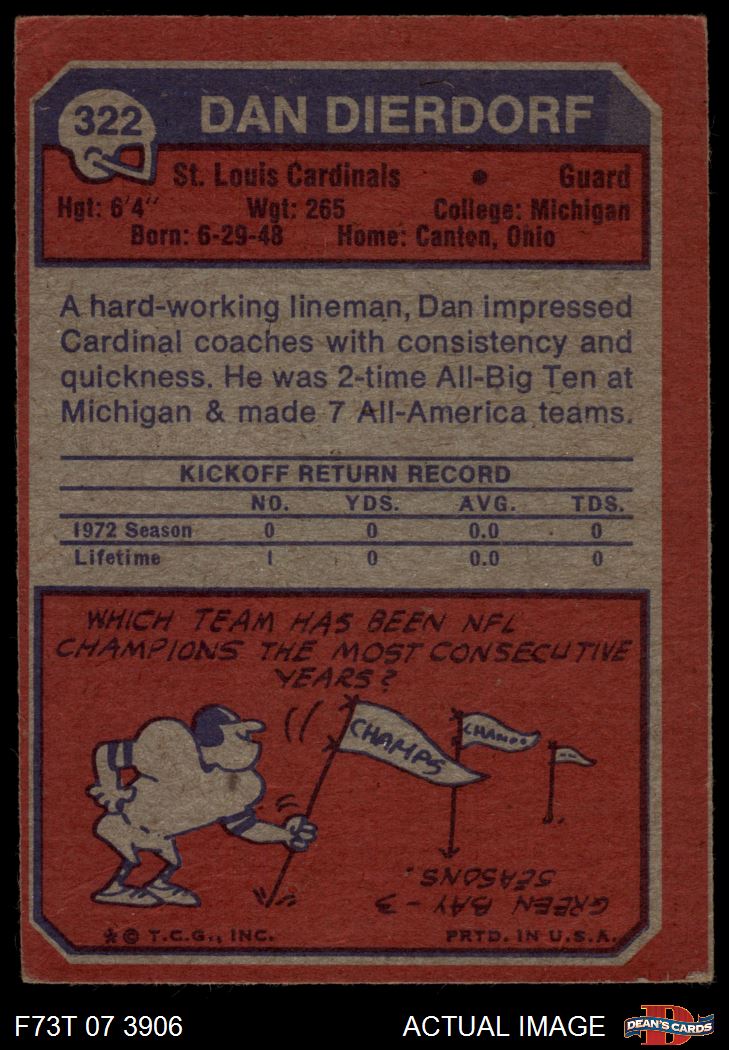 322
DAN DIERDORF
St. Louis Cardinals • Guard
Hgt: 6'4" Wgt: 265 College: Michigan
Born: 6-29-48 Home: Canton, Ohio
A hard-working lineman, Dan impressed
Cardinal coaches with consistency and
quickness. He was 2-time All-Big Ten at
Michigan & made 7 All-America teams.
KICKOFF RETURN RECORD
NO. YDS. AVG. TDS.
1972 Season 0 0 0.0 0
Lifetime 1 0 0.0 0
WHICH TEAM HAS BEEN NFL
CHAMPIONS THE MOST CONSECUTIVE
YEARS?
CHAMPS
CHAMPS
GREEN BAY - 3
SEASONS.
* © T.C.G., INC. PRTD. IN U.S.A.
F73T 07 3906 ACTUAL IMAGE
DEAN'S CARDS